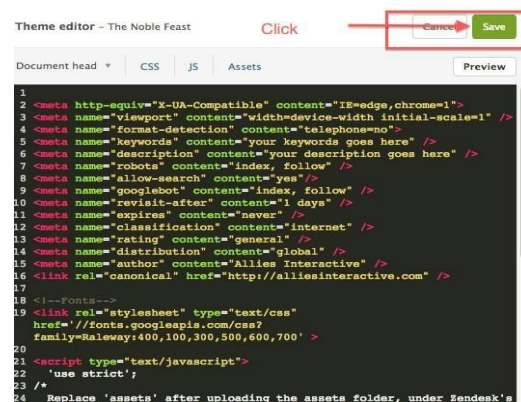 Theme editor – The Noble Feast Click Cancel Save
Document head ▾ CSS JS Assets Preview
1
2 <meta http-equiv="X-UA-Compatible" content="IE=edge,chrome=1">
3 <meta name="viewport" content="width=device-width initial-scale=1" />
4 <meta name="format-detection" content="telephone=no">
5 <meta name="keywords" content="your keywords goes here" />
6 <meta name="description" content="your description goes here" />
7 <meta name="robots" content="index, follow" />
8 <meta name="allow-search" content="yes"/>
9 <meta name="googlebot" content="index, follow" />
10 <meta name="revisit-after" content="1 days" />
11 <meta name="expires" content="never" />
12 <meta name="classification" content="internet" />
13 <meta name="rating" content="general" />
14 <meta name="distribution" content="global" />
15 <meta name="author" content="Allies Interactive" />
16 <link rel="canonical" href="http://alliesinteractive.com" />
17
18 <!--Fonts-->
19 <link rel="stylesheet" type="text/css"
href='//fonts.googleapis.com/css?
family=Raleway:400,100,300,500,600,700' >
20
21 <script type="text/javascript">
22 'use strict';
23 /*
24 Replace 'assets' after uploading the assets folder, under Zendesk's